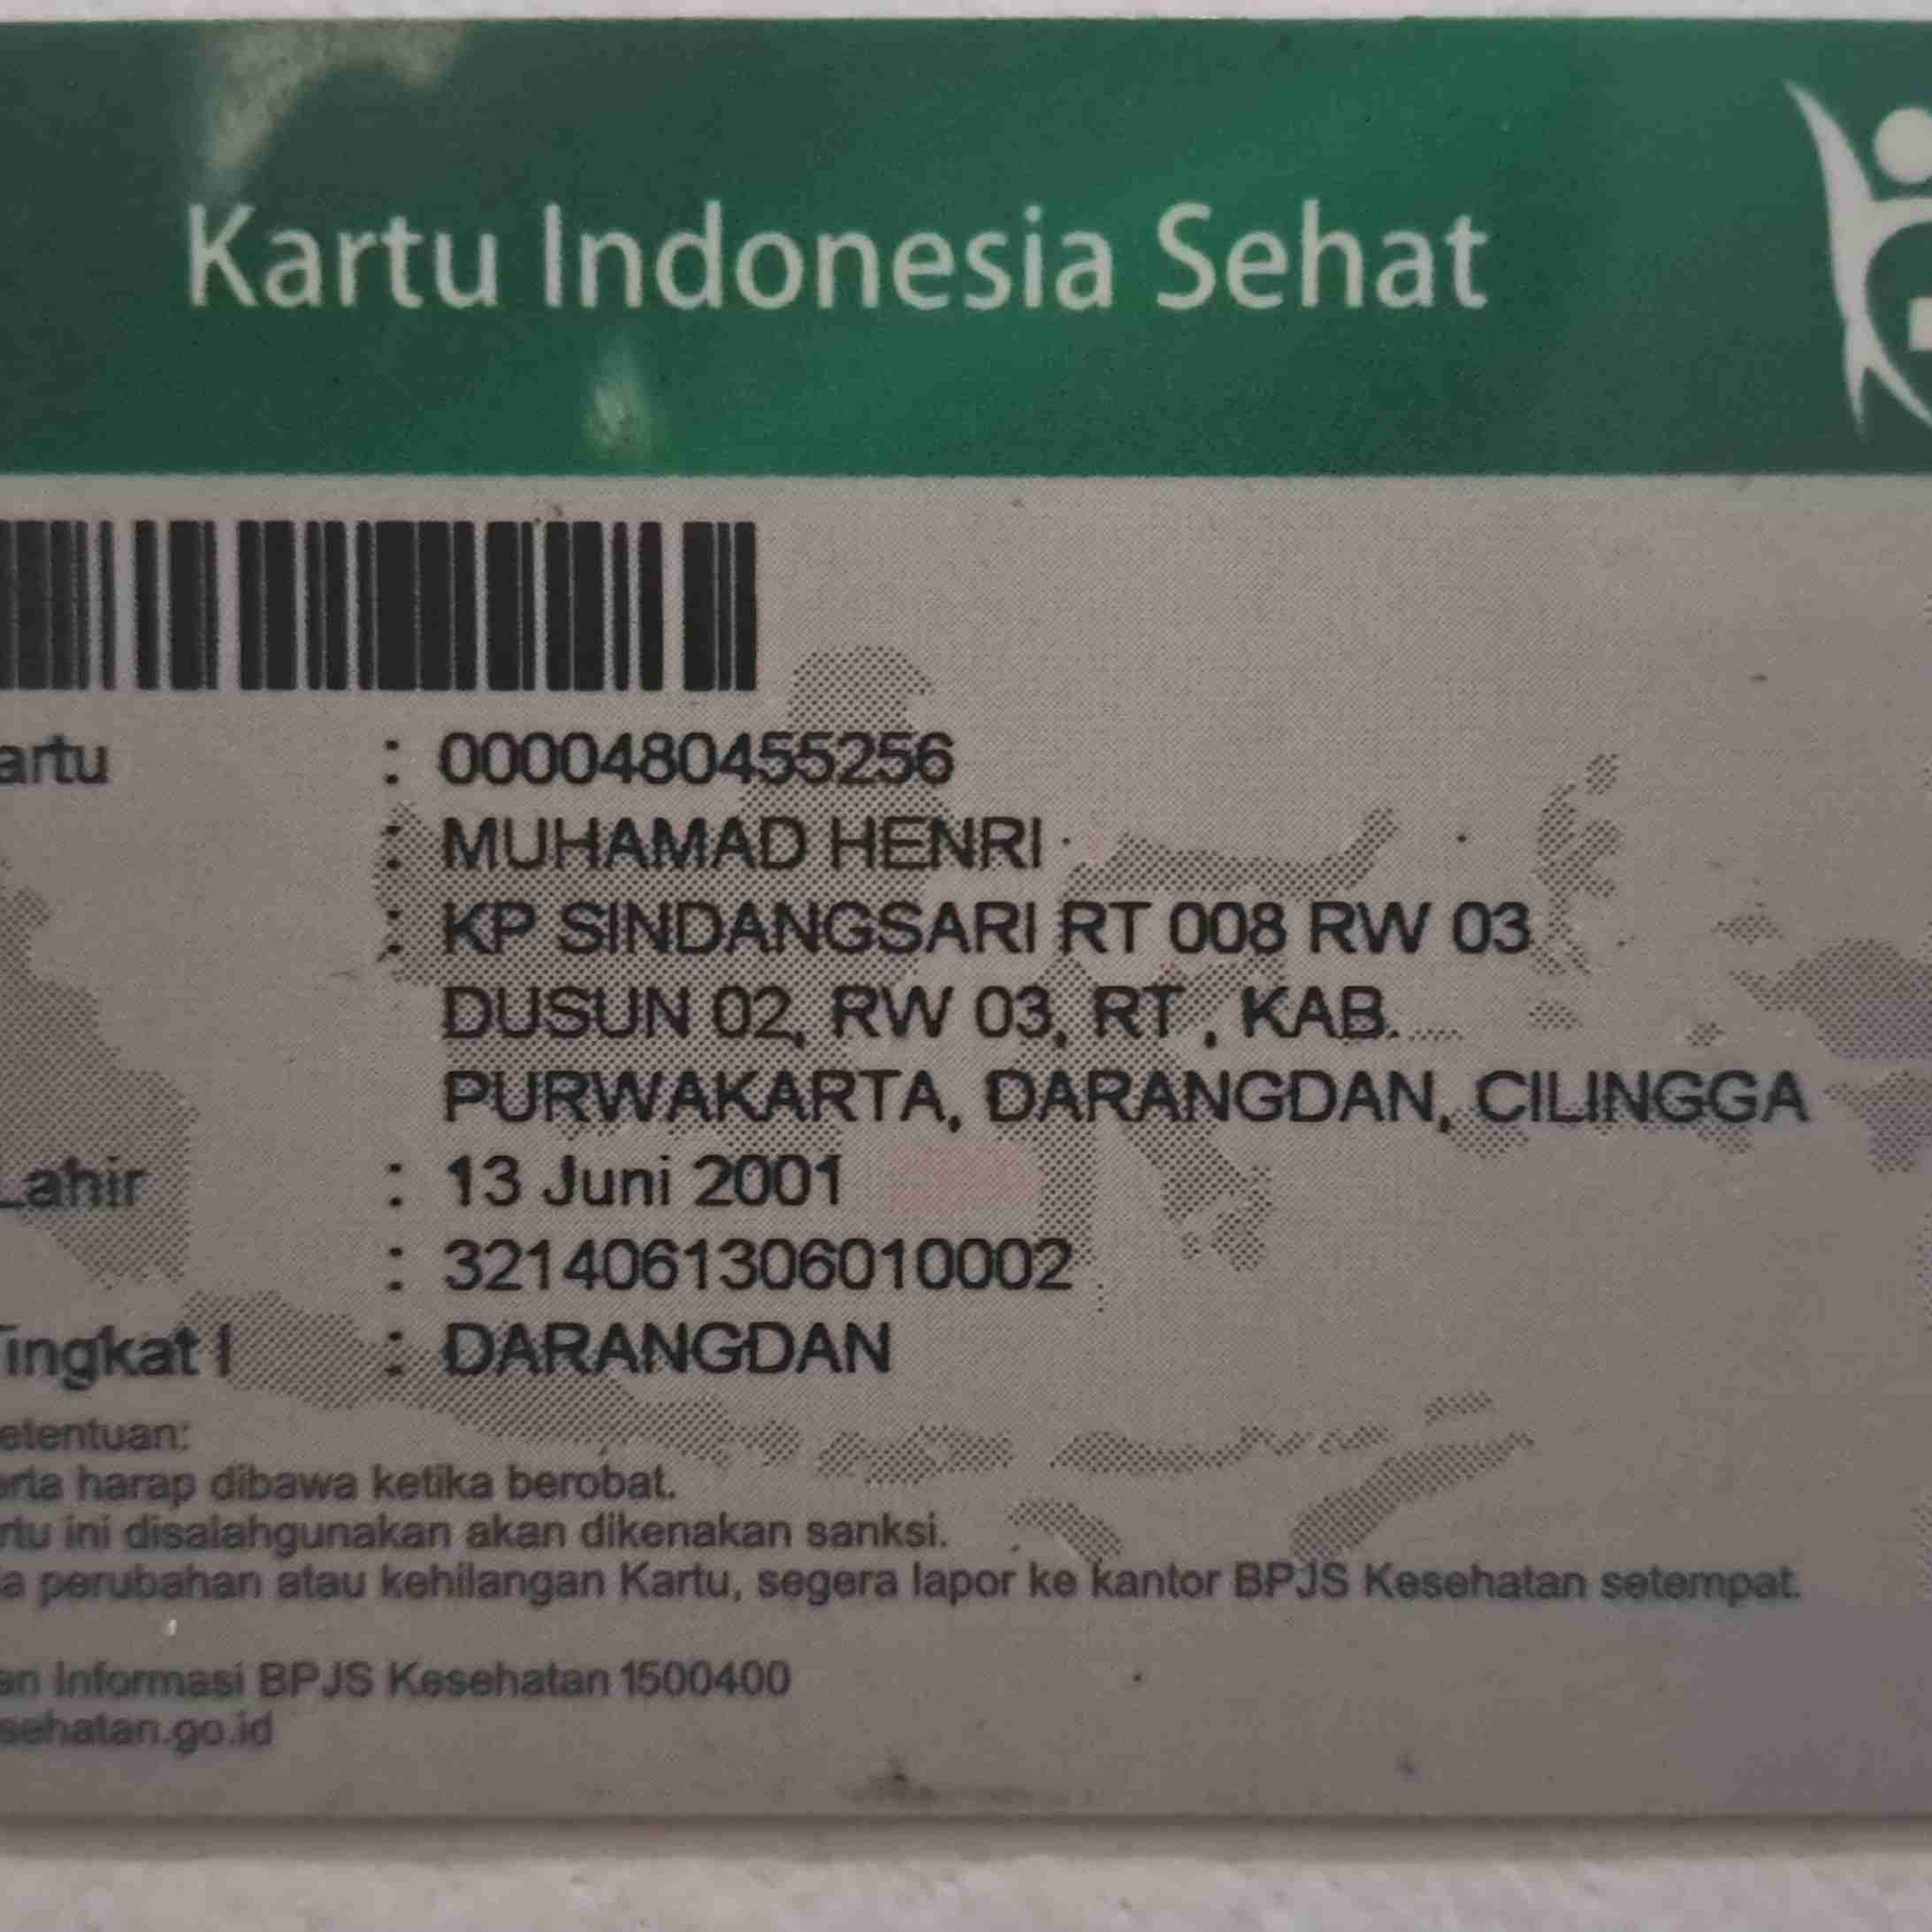 Kartu Indonesia Sehat
artu : 0000480455256
: MUHAMAD HENRI
: KP SINDANGSARI RT 008 RW 03
DUSUN 02, RW 03, RT , KAB.
PURWAKARTA, DARANGDAN, CILINGGA
Lahir : 13 Juni 2001
: 3214061306010002
Tingkat I : DARANGDAN
etentuan:
erta harap dibawa ketika berobat.
rtu ini disalahgunakan akan dikenakan sanksi.
a perubahan atau kehilangan Kartu, segera lapor ke kantor BPJS Kesehatan setempat.
an Informasi BPJS Kesehatan 1500400
sehatan.go.id